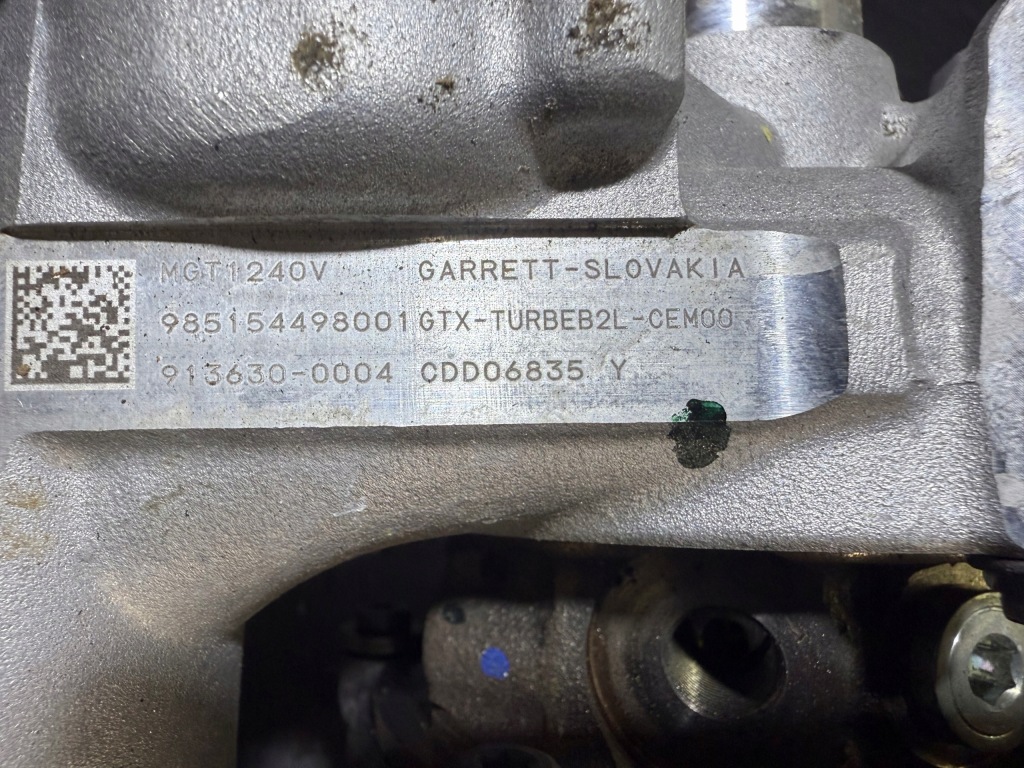 MGT1240V GARRETT-SLOVAKIA
985154498001 GTX-TURBEB2L-CEM00
913630-0004 CDD06835 Y